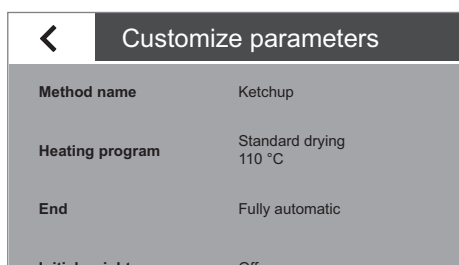 Customize parameters
Method name Ketchup
Heating program Standard drying
110 °C
End Fully automatic